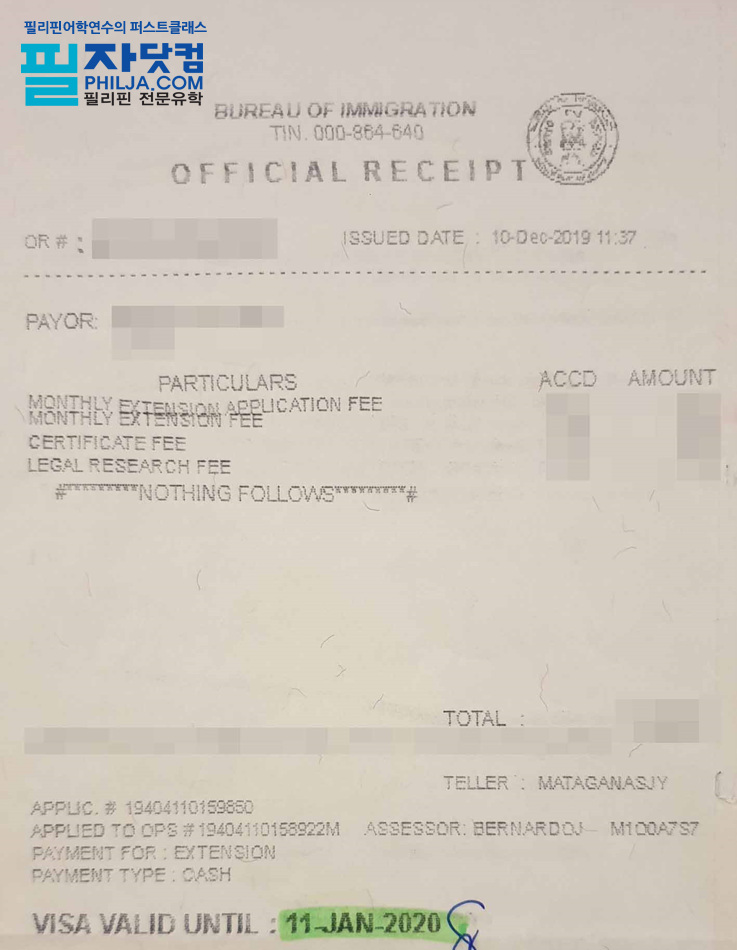 필리핀어학연수의 퍼스트클래스
필자닷컴
PHILJA.COM
필리핀 전문유학
BUREAU OF IMMIGRATION
TIN. 000-864-640
OFFICIAL RECEIPT
OR # :
ISSUED DATE : 10-Dec-2019 11:37
PAYOR:
PARTICULARS ACCD AMOUNT
MONTHLY EXTENSION APPLICATION FEE
MONTHLY EXTENSION FEE
CERTIFICATE FEE
LEGAL RESEARCH FEE
#*********NOTHING FOLLOWS*********#
TOTAL :
TELLER : MATAGANASJY
APPLIC. # 19404110159850
APPLIED TO OPS # 19404110158922M ASSESSOR: BERNARDOJ M100A7S7
PAYMENT FOR : EXTENSION
PAYMENT TYPE : CASH
VISA VALID UNTIL : 11-JAN-2020